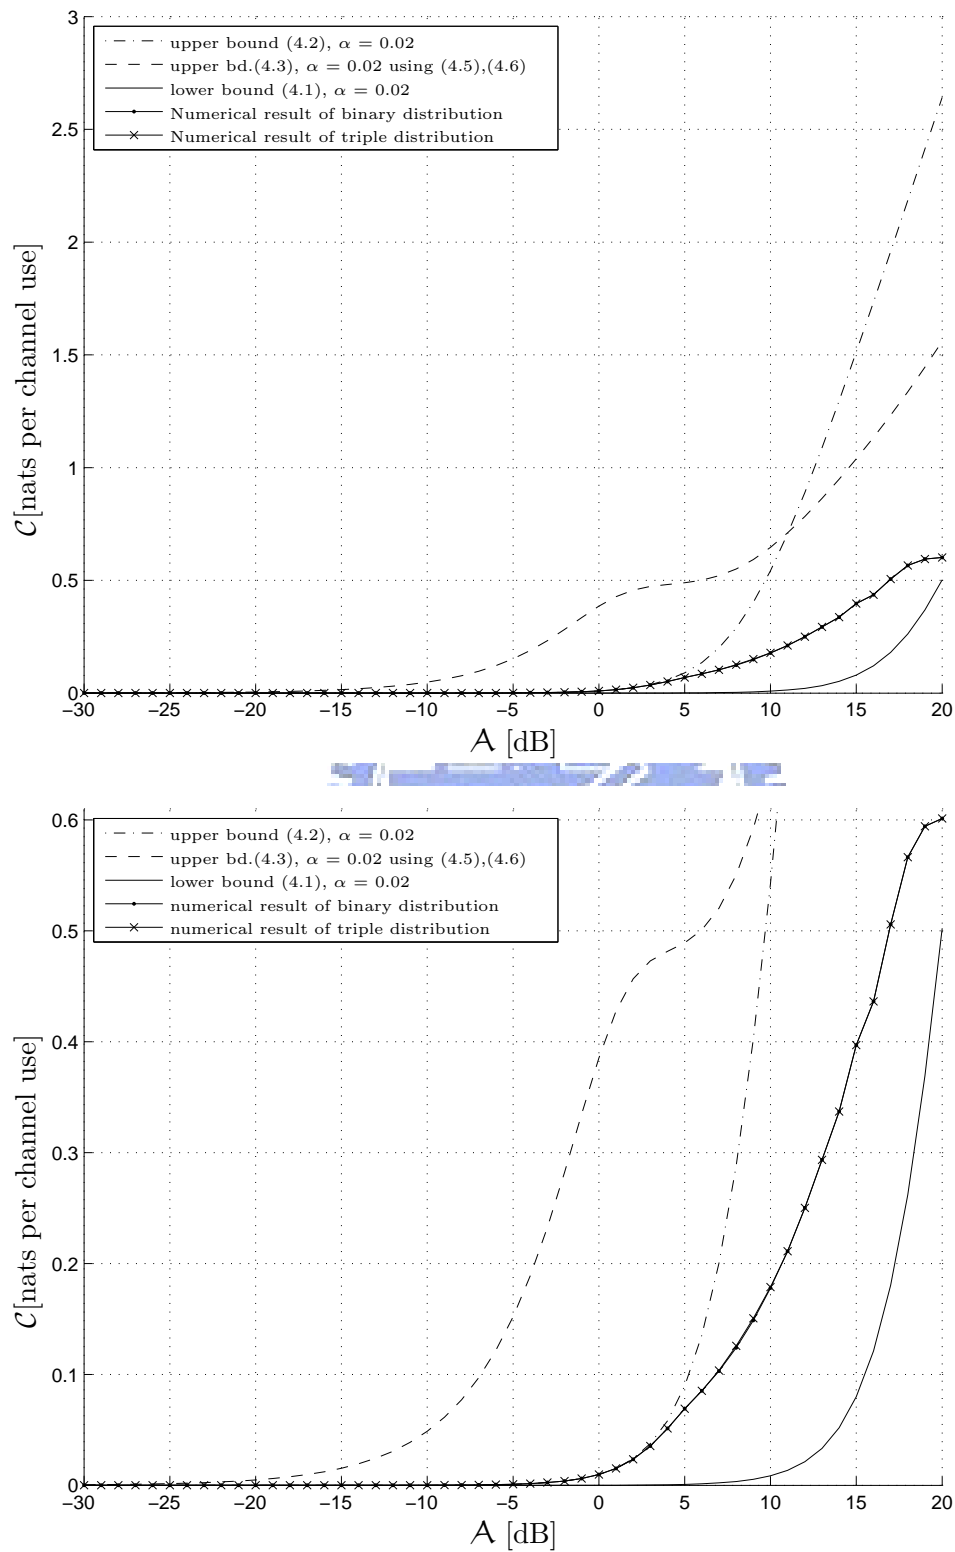 3
2.5
2
1.5
1
0.5
0
upper bound (4.2), α = 0.02
upper bd.(4.3), α = 0.02 using (4.5),(4.6)
lower bound (4.1), α = 0.02
Numerical result of binary distribution
Numerical result of triple distribution
C[nats per channel use]
−30 −25 −20 −15 −10 −5 0 5 10 15 20
A [dB]
0.6
0.5
0.4
0.3
0.2
0.1
0
upper bound (4.2), α = 0.02
upper bd.(4.3), α = 0.02 using (4.5),(4.6)
lower bound (4.1), α = 0.02
numerical result of binary distribution
numerical result of triple distribution
C[nats per channel use]
−30 −25 −20 −15 −10 −5 0 5 10 15 20
A [dB]